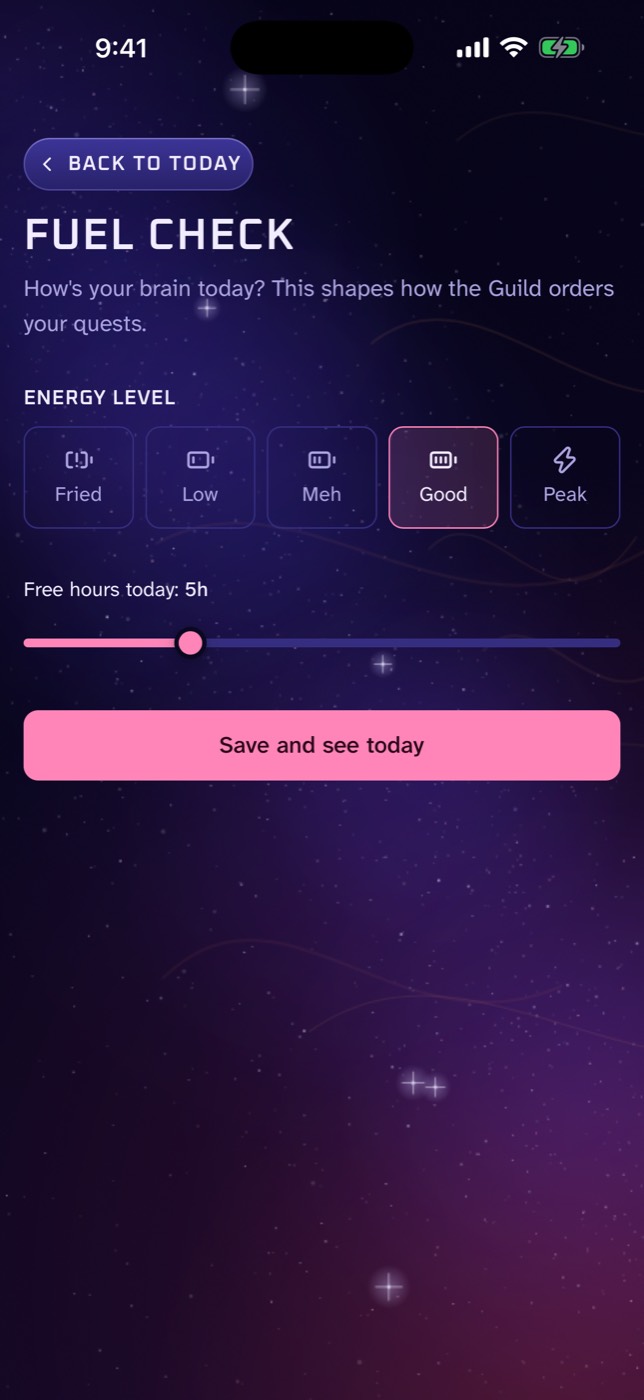 9:41
BACK TO TODAY
FUEL CHECK
How's your brain today? This shapes how the Guild orders
your quests.
ENERGY LEVEL
Fried
Low
Meh
Good
Peak
Free hours today: 5h
Save and see today